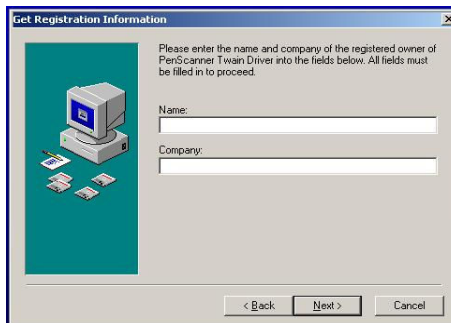 Get Registration Information
Please enter the name and company of the registered owner of
PenScanner Twain Driver into the fields below. All fields must
be filled in to proceed.
Name:
Company:
< Back
Next >
Cancel